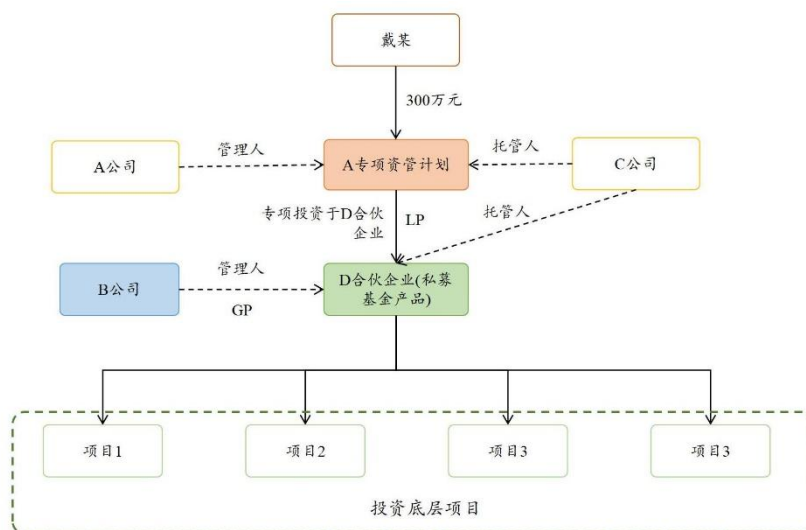 戴某
300万元
管理人
托管人
A公司
A专项资管计划
C公司
专项投资于D合伙
企业
LP
托管人
管理人
B公司
D合伙企业(私募
基金产品)
GP
项目1
项目2
项目3
项目3
投资底层项目